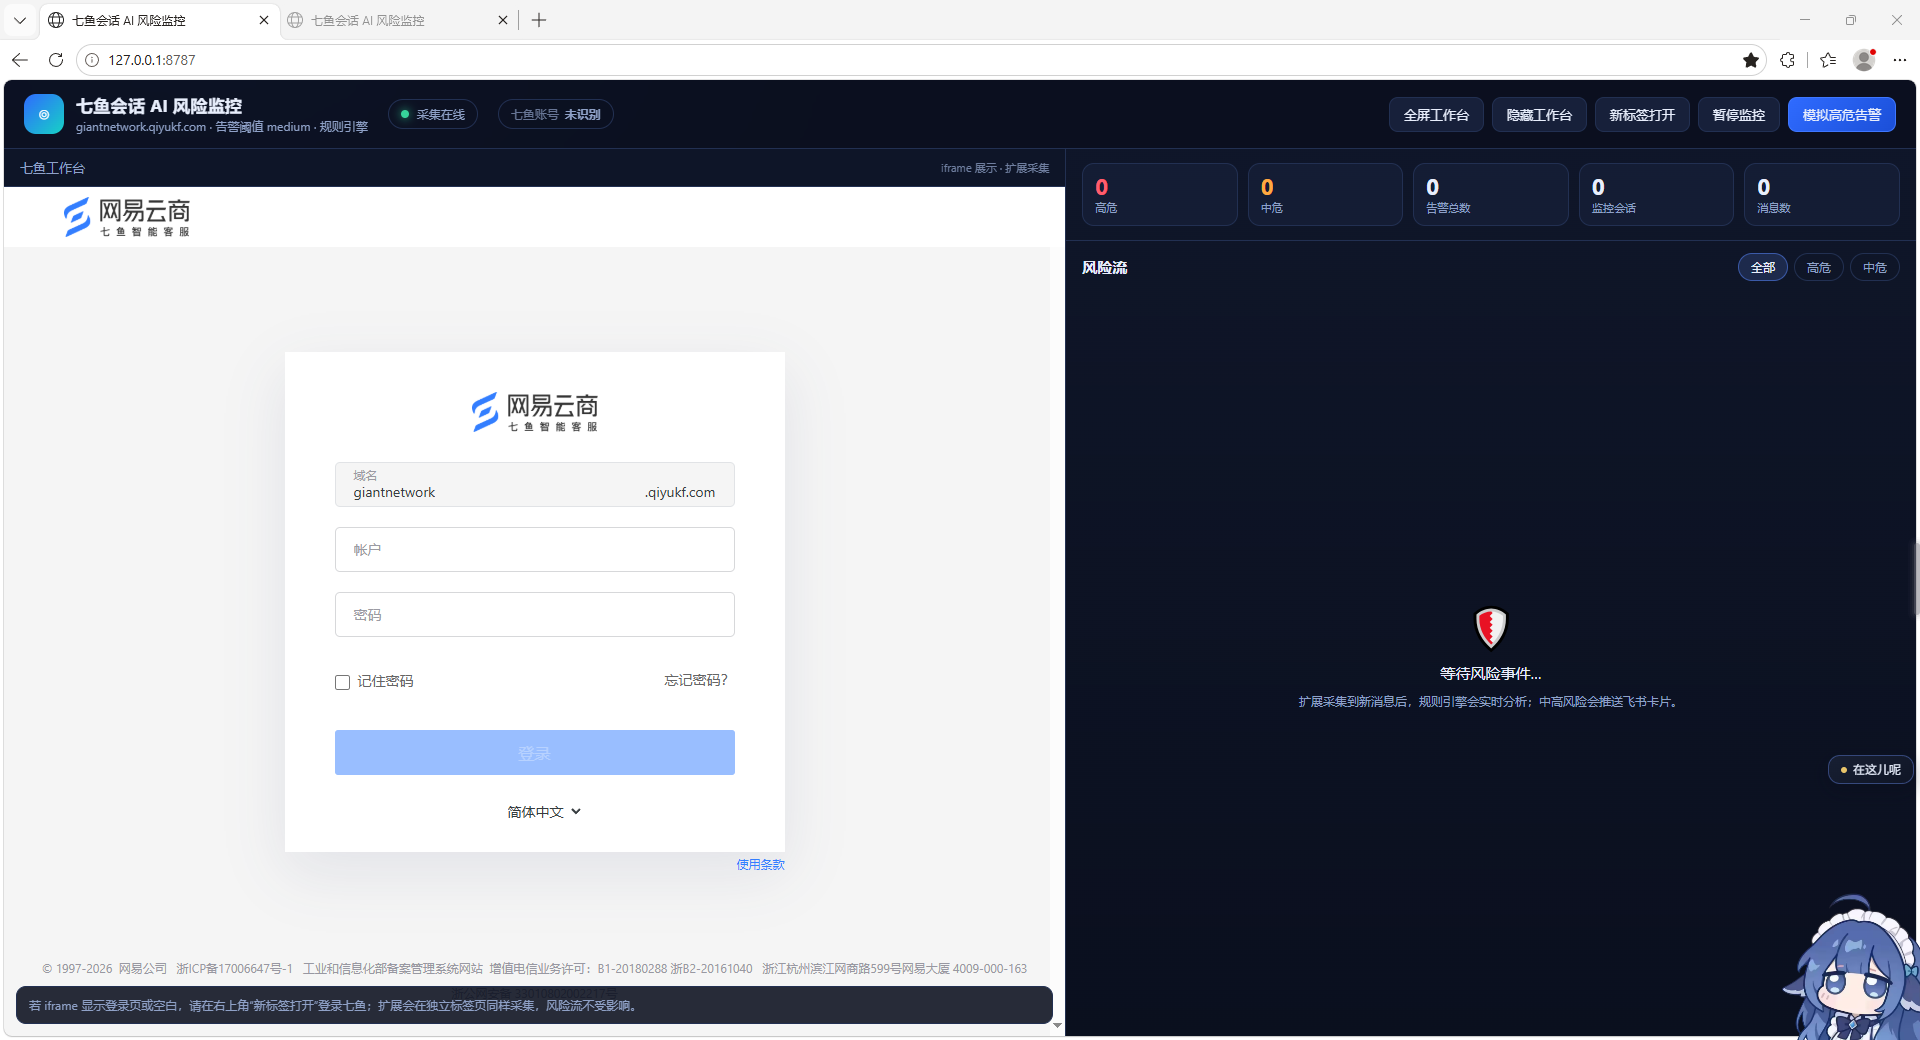 七鱼会话 AI 风险监控
七鱼会话 AI 风险监控
127.0.0.1:8787
七鱼会话 AI 风险监控
giantnetwork.qiyukf.com · 告警阈值 medium · 规则引擎
采集在线
七鱼账号 未识别
全屏工作台
隐藏工作台
新标签打开
暂停监控
模拟高危告警
七鱼工作台
iframe 展示 · 扩展采集
网易云商
七鱼智能客服
网易云商
七鱼智能客服
域名
giantnetwork
.qiyukf.com
帐户
密码
记住密码
忘记密码?
登录
简体中文
使用条款
© 1997-2026 网易公司 浙ICP备17006647号-1 工业和信息化部备案管理系统网站 增值电信业务许可：B1-20180288 浙B2-20161040 浙江杭州滨江网商路599号网易大厦 4009-000-163
若 iframe 显示登录页或空白，请在右上角“新标签打开”登录七鱼；扩展会在独立标签页同样采集，风险流不受影响。
0
高危
0
中危
0
告警总数
0
监控会话
0
消息数
风险流
全部
高危
中危
等待风险事件...
扩展采集到新消息后，规则引擎会实时分析；中高风险会推送飞书卡片。
在这儿呢